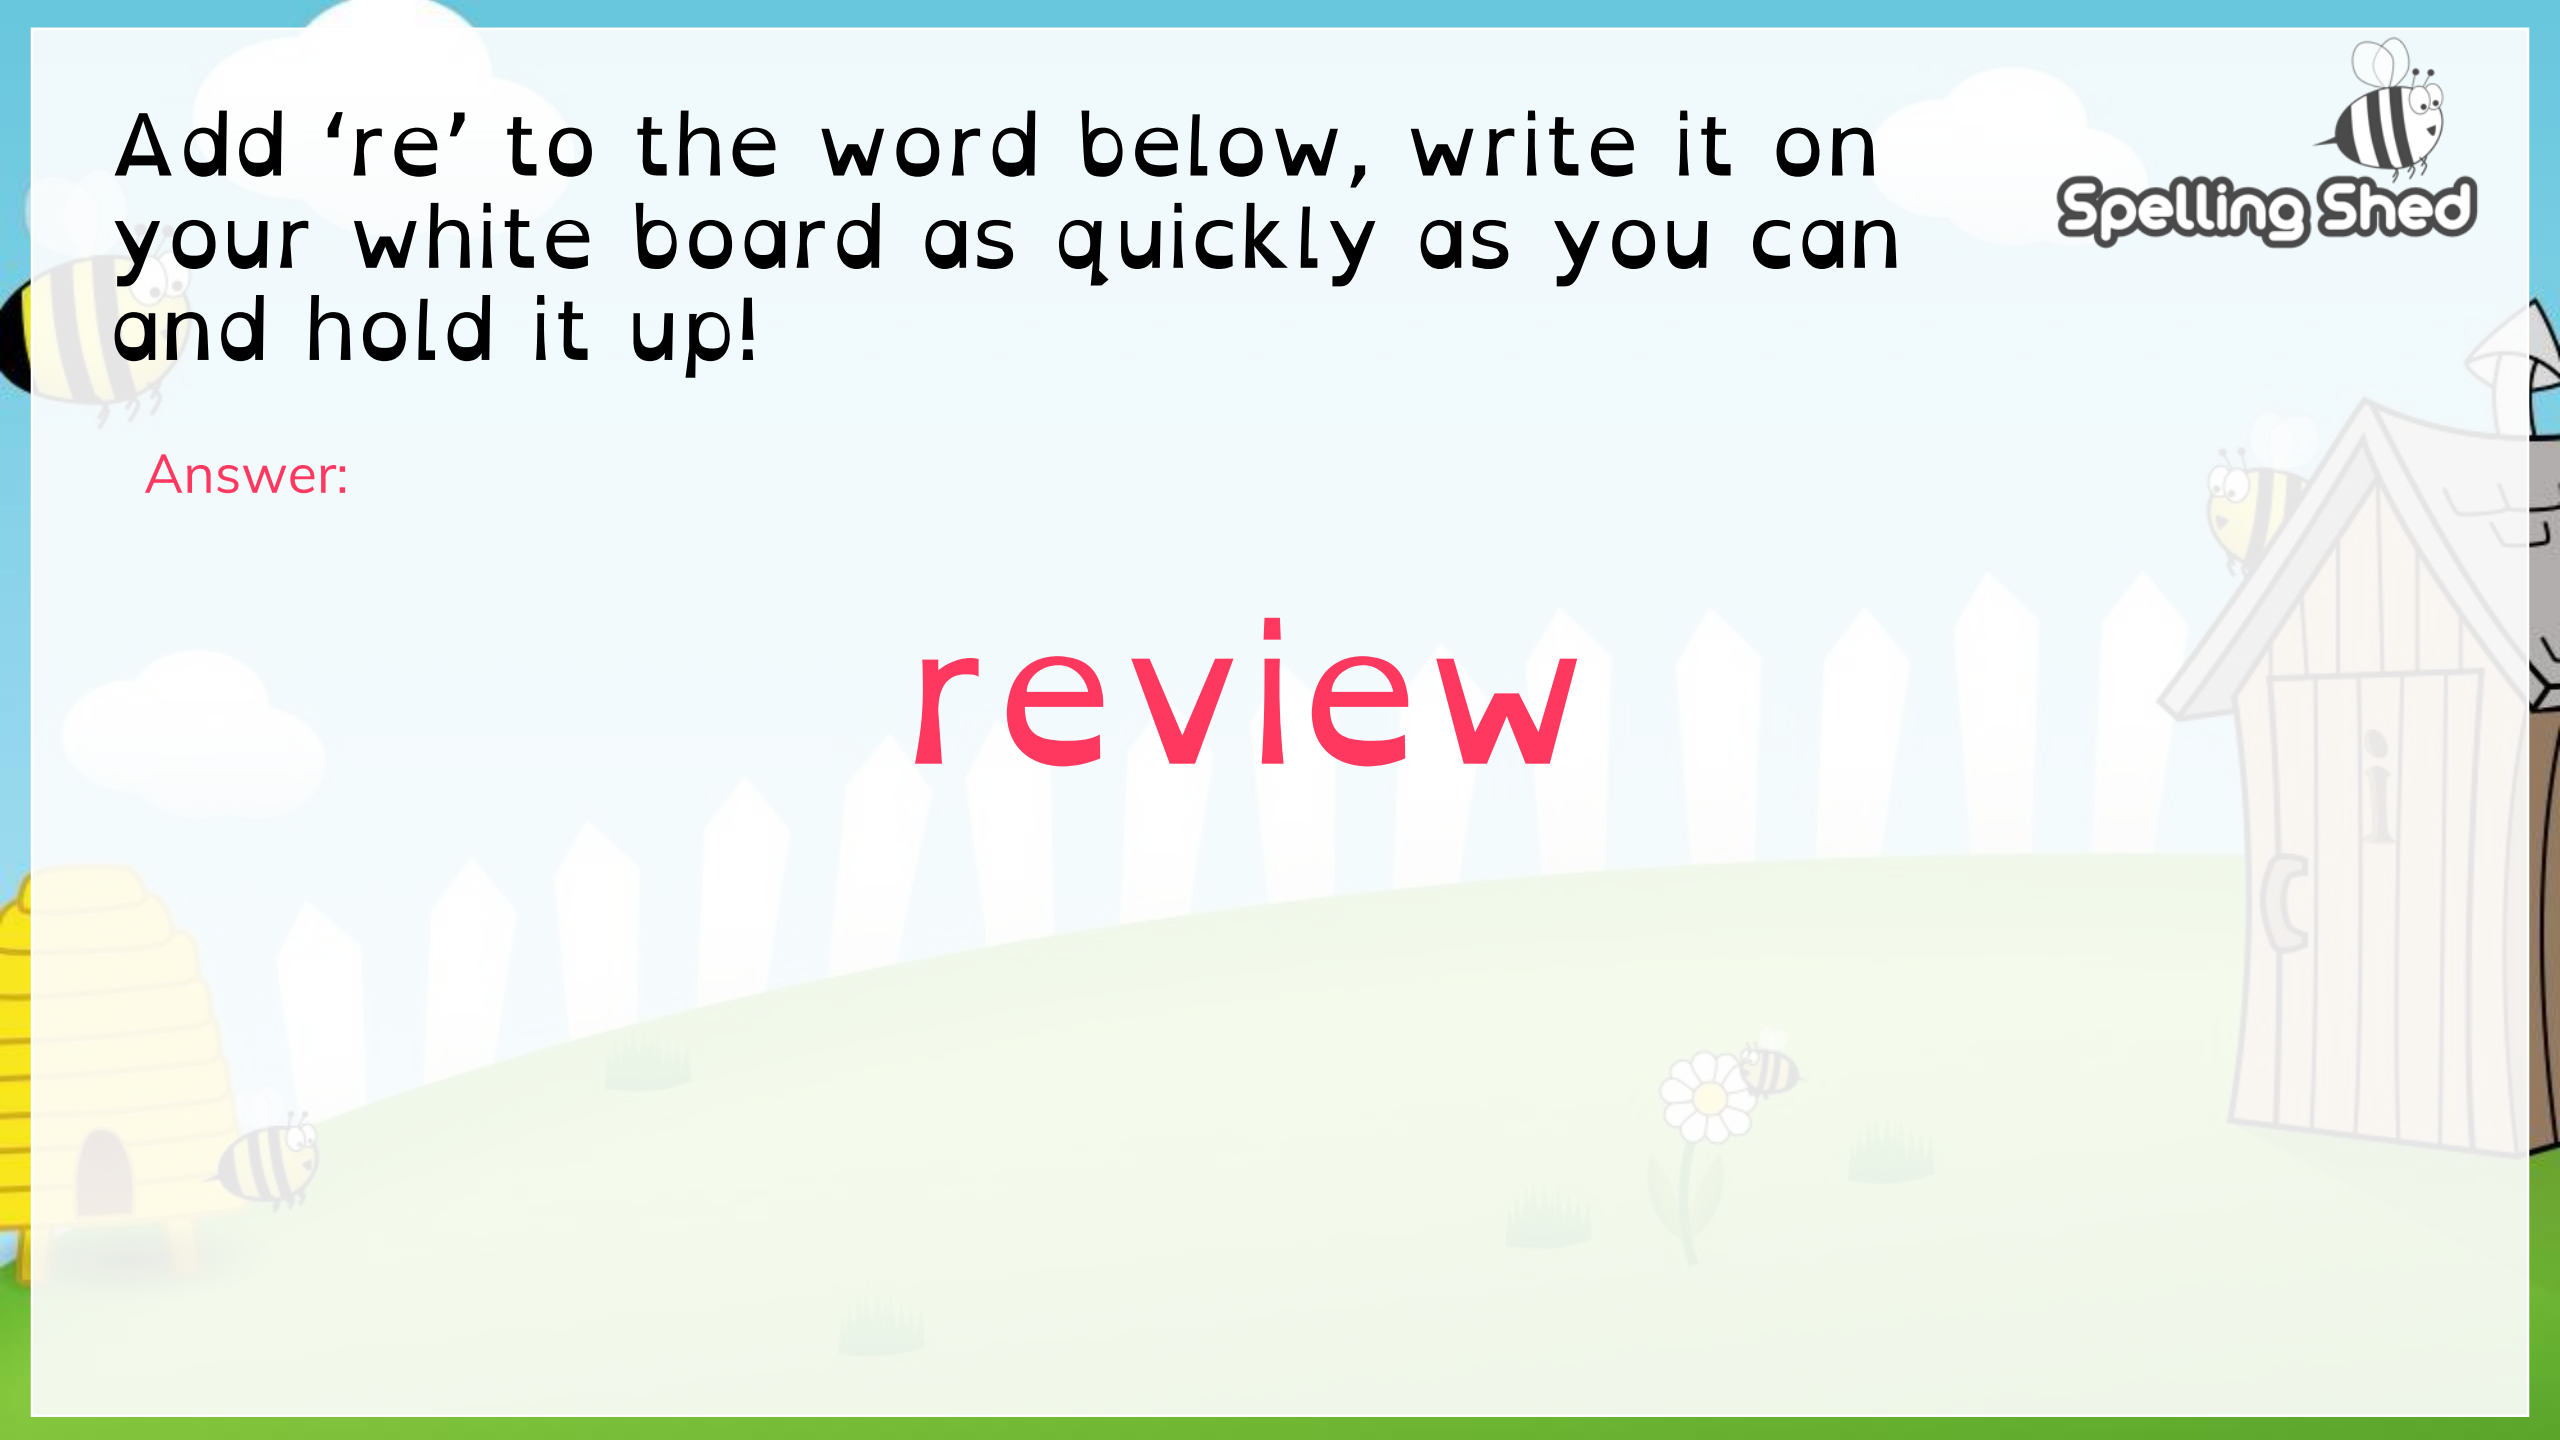 Add ‘re’ to the word below, write it on
your white board as quickly as you can
and hold it up!
Spelling Shed
Answer:
review
i